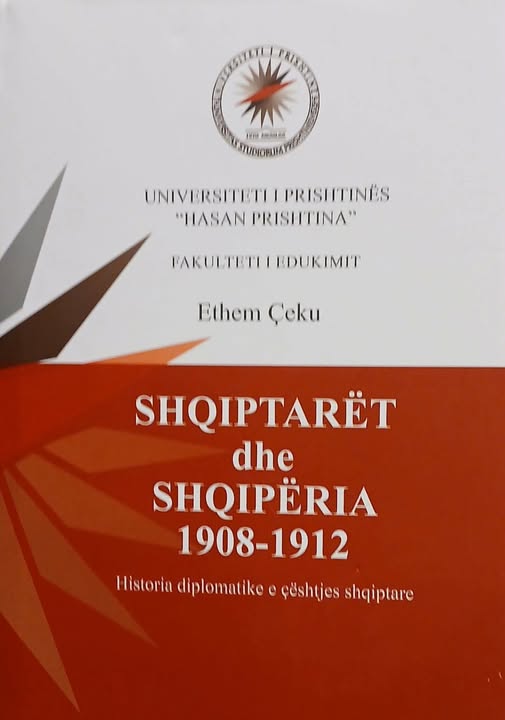 UNIVERSITETI I PRISHTINËS
“HASAN PRISHTINA”
FAKULTETI I EDUKIMIT
Ethem Çeku
SHQIPTARËT
dhe
SHQIPËRIA
1908-1912
Historia diplomatike e çështjes shqiptare